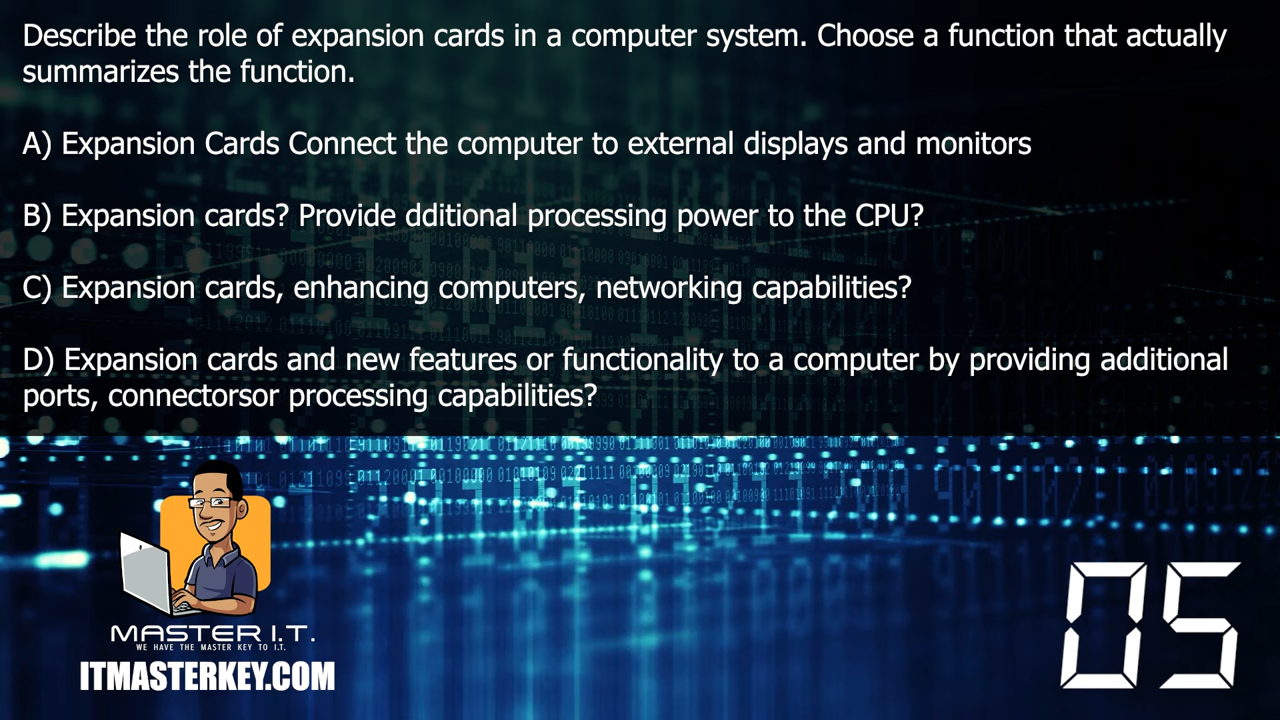 Describe the role of expansion cards in a computer system. Choose a function that actually
summarizes the function.
A) Expansion Cards Connect the computer to external displays and monitors
B) Expansion cards? Provide dditional processing power to the CPU?
C) Expansion cards, enhancing computers, networking capabilities?
D) Expansion cards and new features or functionality to a computer by providing additional
ports, connectorsor processing capabilities?
MASTER I.T.
WE HAVE THE MASTER KEY TO I.T.
ITMASTERKEY.COM
05